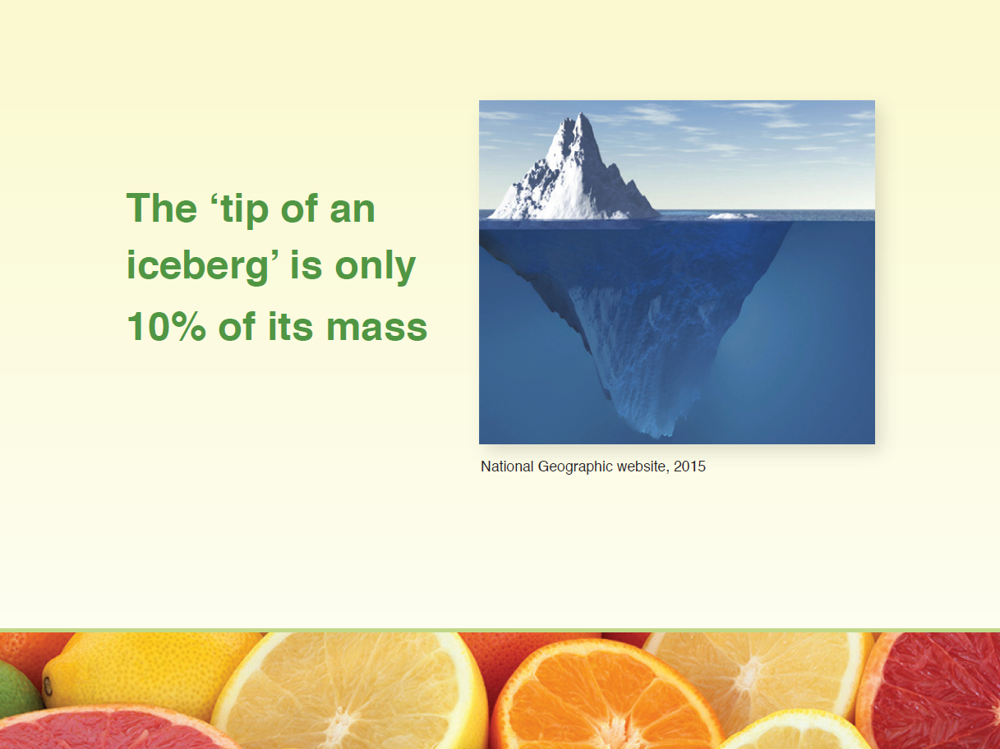 The ‘tip of an
iceberg’ is only
10% of its mass
National Geographic website, 2015